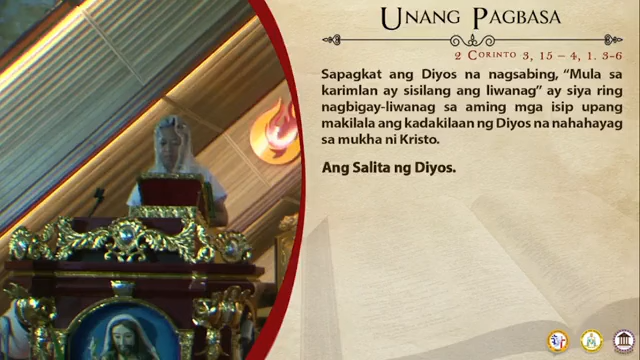 UNANG PAGBASA
2 CORINTO 3, 15 – 4, 1. 3-6
Sapagkat ang Diyos na nagsabing, “Mula sa
karimlan ay sisilang ang liwanag” ay siya ring
nagbigay-liwanag sa aming mga isip upang
makilala ang kadakilaan ng Diyos na nahahayag
sa mukha ni Kristo.
Ang Salita ng Diyos.